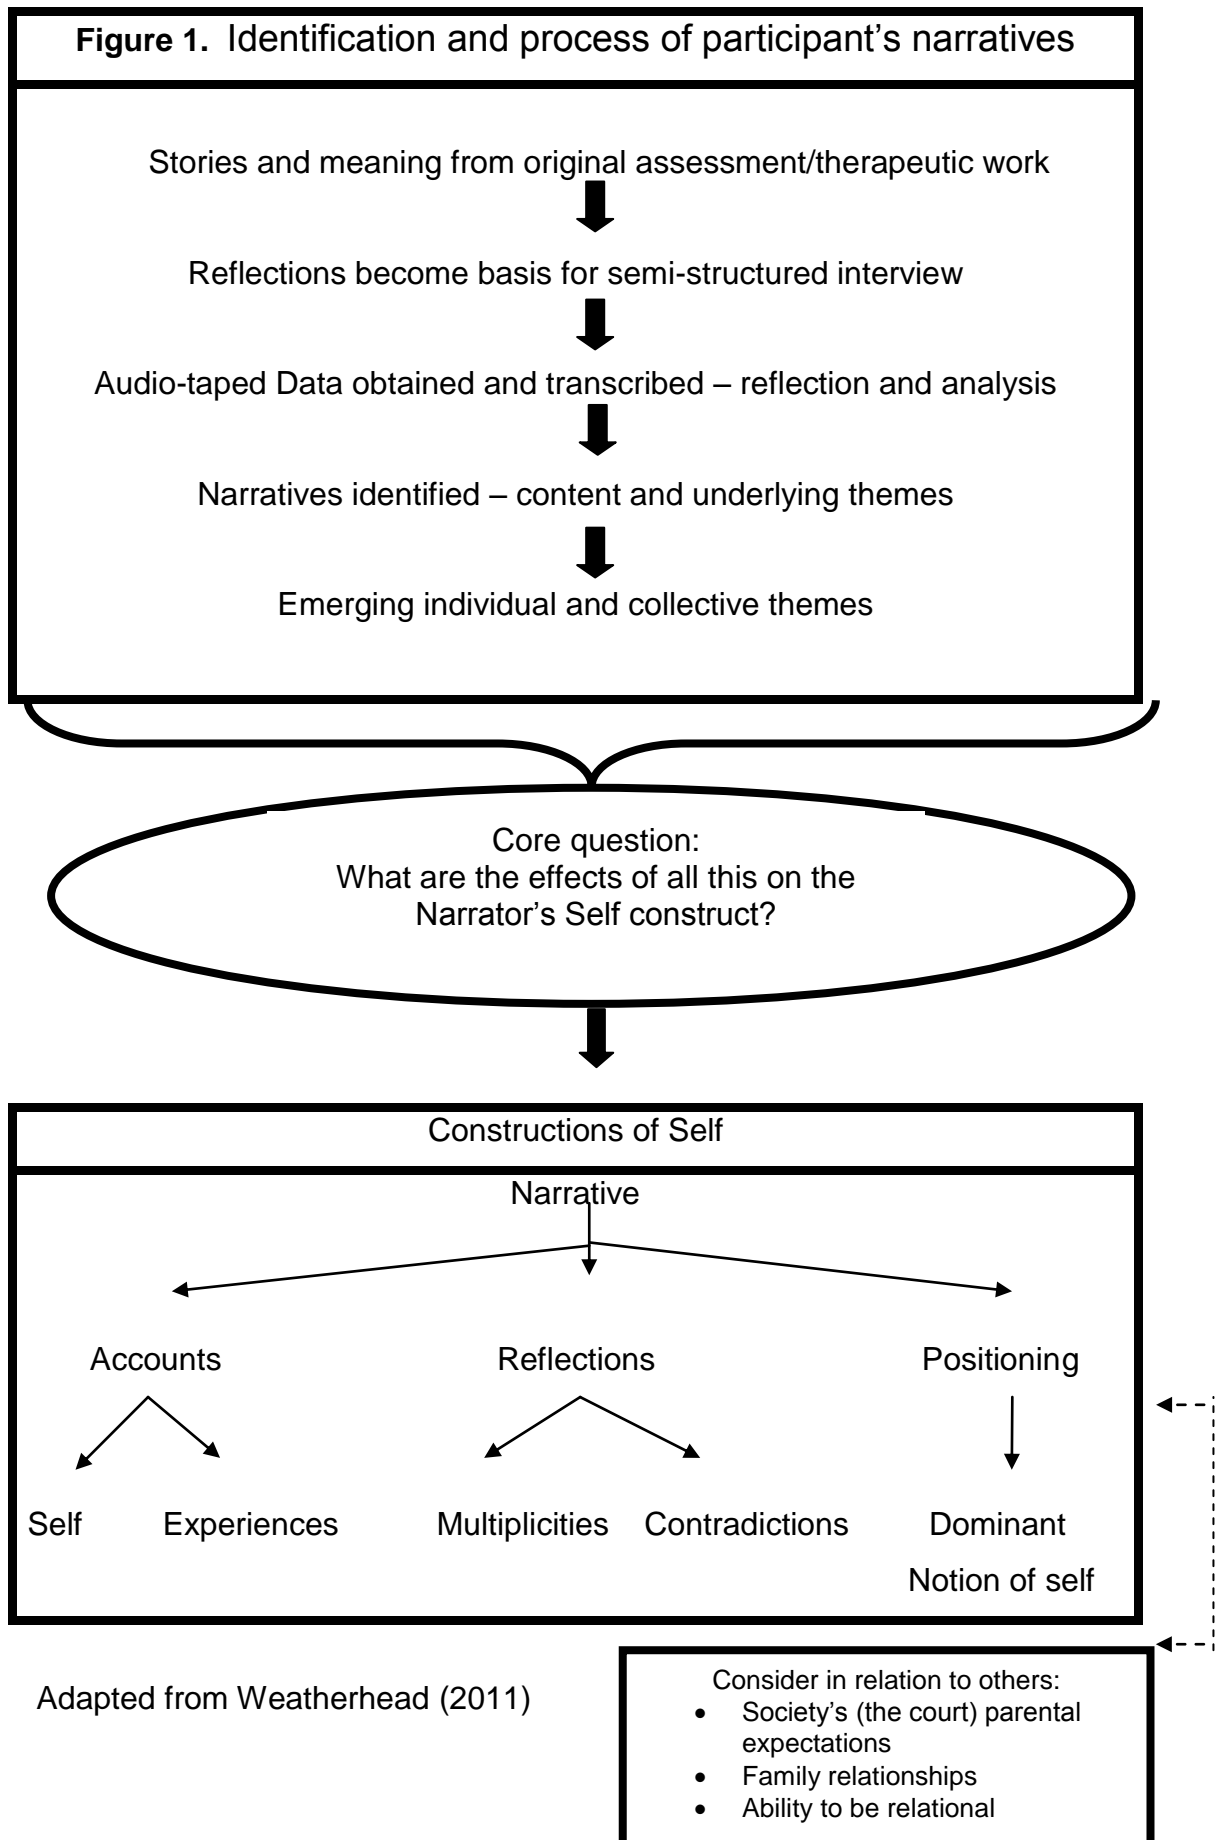 Figure 1. Identification and process of participant’s narratives
Stories and meaning from original assessment/therapeutic work
Reflections become basis for semi-structured interview
Audio-taped Data obtained and transcribed – reflection and analysis
Narratives identified – content and underlying themes
Emerging individual and collective themes
Core question:
What are the effects of all this on the
Narrator’s Self construct?
Constructions of Self
Narrative
Accounts Reflections Positioning
Self Experiences Multiplicities Contradictions Dominant
Notion of self
Adapted from Weatherhead (2011)
Consider in relation to others:
• Society’s (the court) parental
expectations
• Family relationships
• Ability to be relational